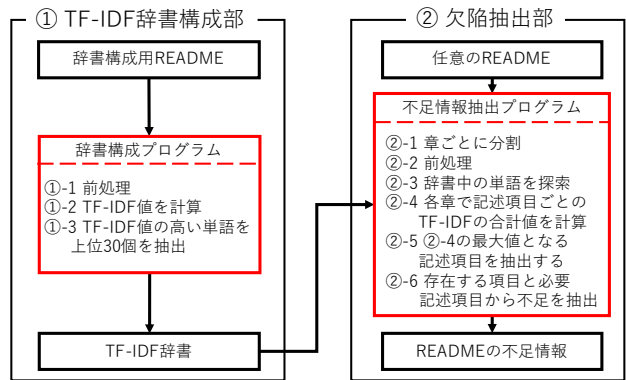 ① TF-IDF辞書構成部
辞書構成用README
辞書構成プログラム
①-1 前処理
①-2 TF-IDF値を計算
①-3 TF-IDF値の高い単語を
上位30個を抽出
TF-IDF辞書
② 欠陥抽出部
任意のREADME
不足情報抽出プログラム
②-1 章ごとに分割
②-2 前処理
②-3 辞書中の単語を探索
②-4 各章で記述項目ごとの
TF-IDFの合計値を計算
②-5 ②-4の最大値となる
記述項目を抽出する
②-6 存在する項目と必要
記述項目から不足を抽出
READMEの不足情報